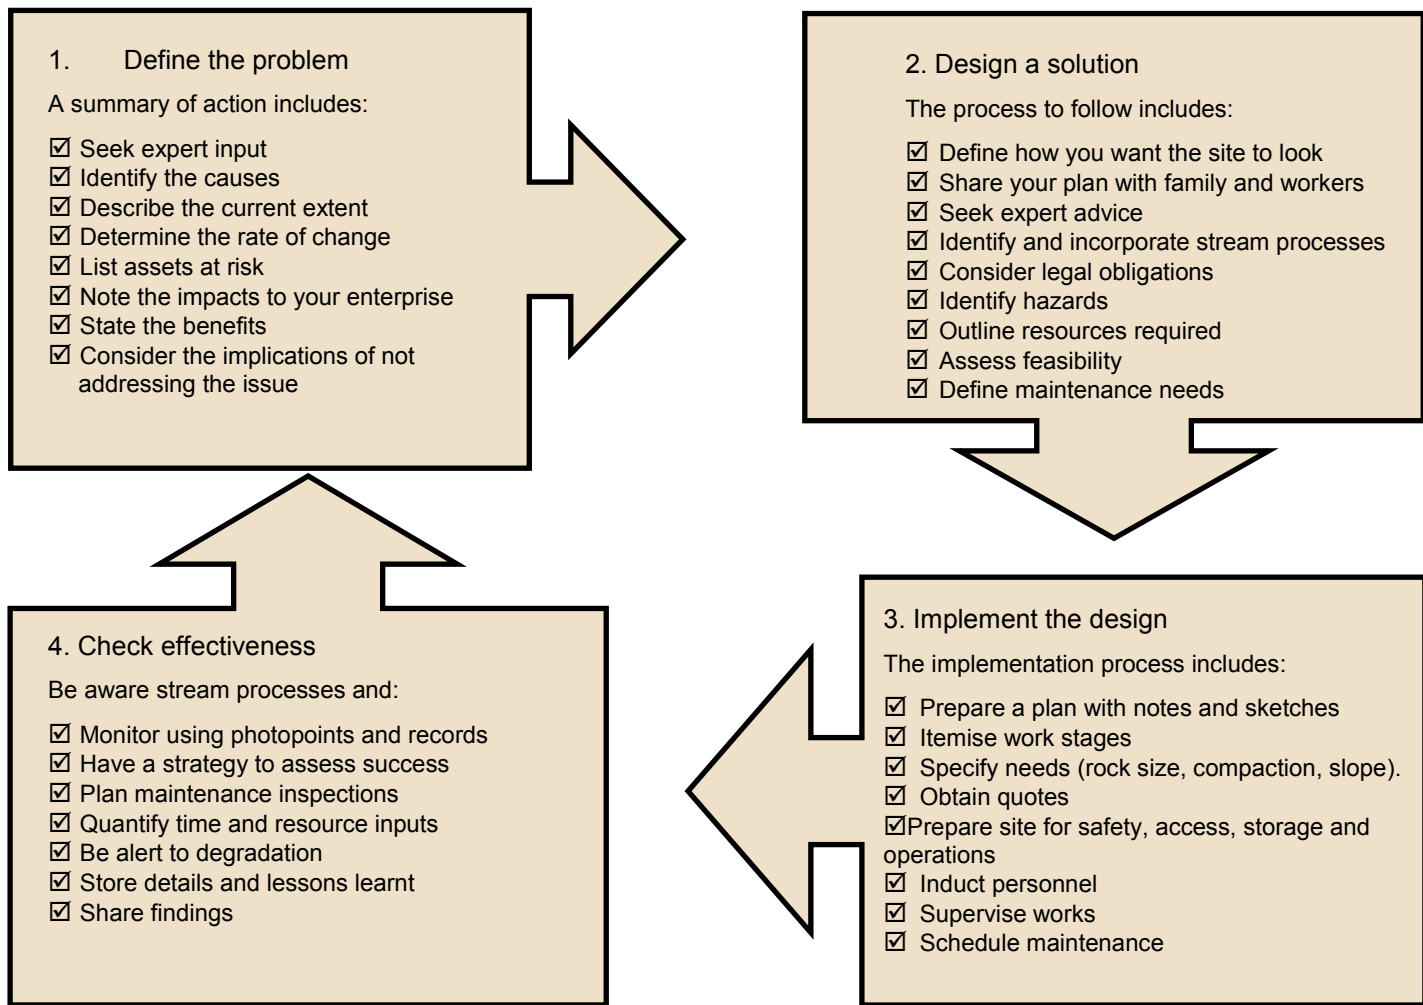 1. Define the problem
A summary of action includes:
☑ Seek expert input
☑ Identify the causes
☑ Describe the current extent
☑ Determine the rate of change
☑ List assets at risk
☑ Note the impacts to your enterprise
☑ State the benefits
☑ Consider the implications of not
addressing the issue
2. Design a solution
The process to follow includes:
☑ Define how you want the site to look
☑ Share your plan with family and workers
☑ Seek expert advice
☑ Identify and incorporate stream processes
☑ Consider legal obligations
☑ Identify hazards
☑ Outline resources required
☑ Assess feasibility
☑ Define maintenance needs
3. Implement the design
The implementation process includes:
☑ Prepare a plan with notes and sketches
☑ Itemise work stages
☑ Specify needs (rock size, compaction, slope).
☑ Obtain quotes
☑Prepare site for safety, access, storage and
operations
☑ Induct personnel
☑ Supervise works
☑ Schedule maintenance
4. Check effectiveness
Be aware stream processes and:
☑ Monitor using photopoints and records
☑ Have a strategy to assess success
☑ Plan maintenance inspections
☑ Quantify time and resource inputs
☑ Be alert to degradation
☑ Store details and lessons learnt
☑ Share findings